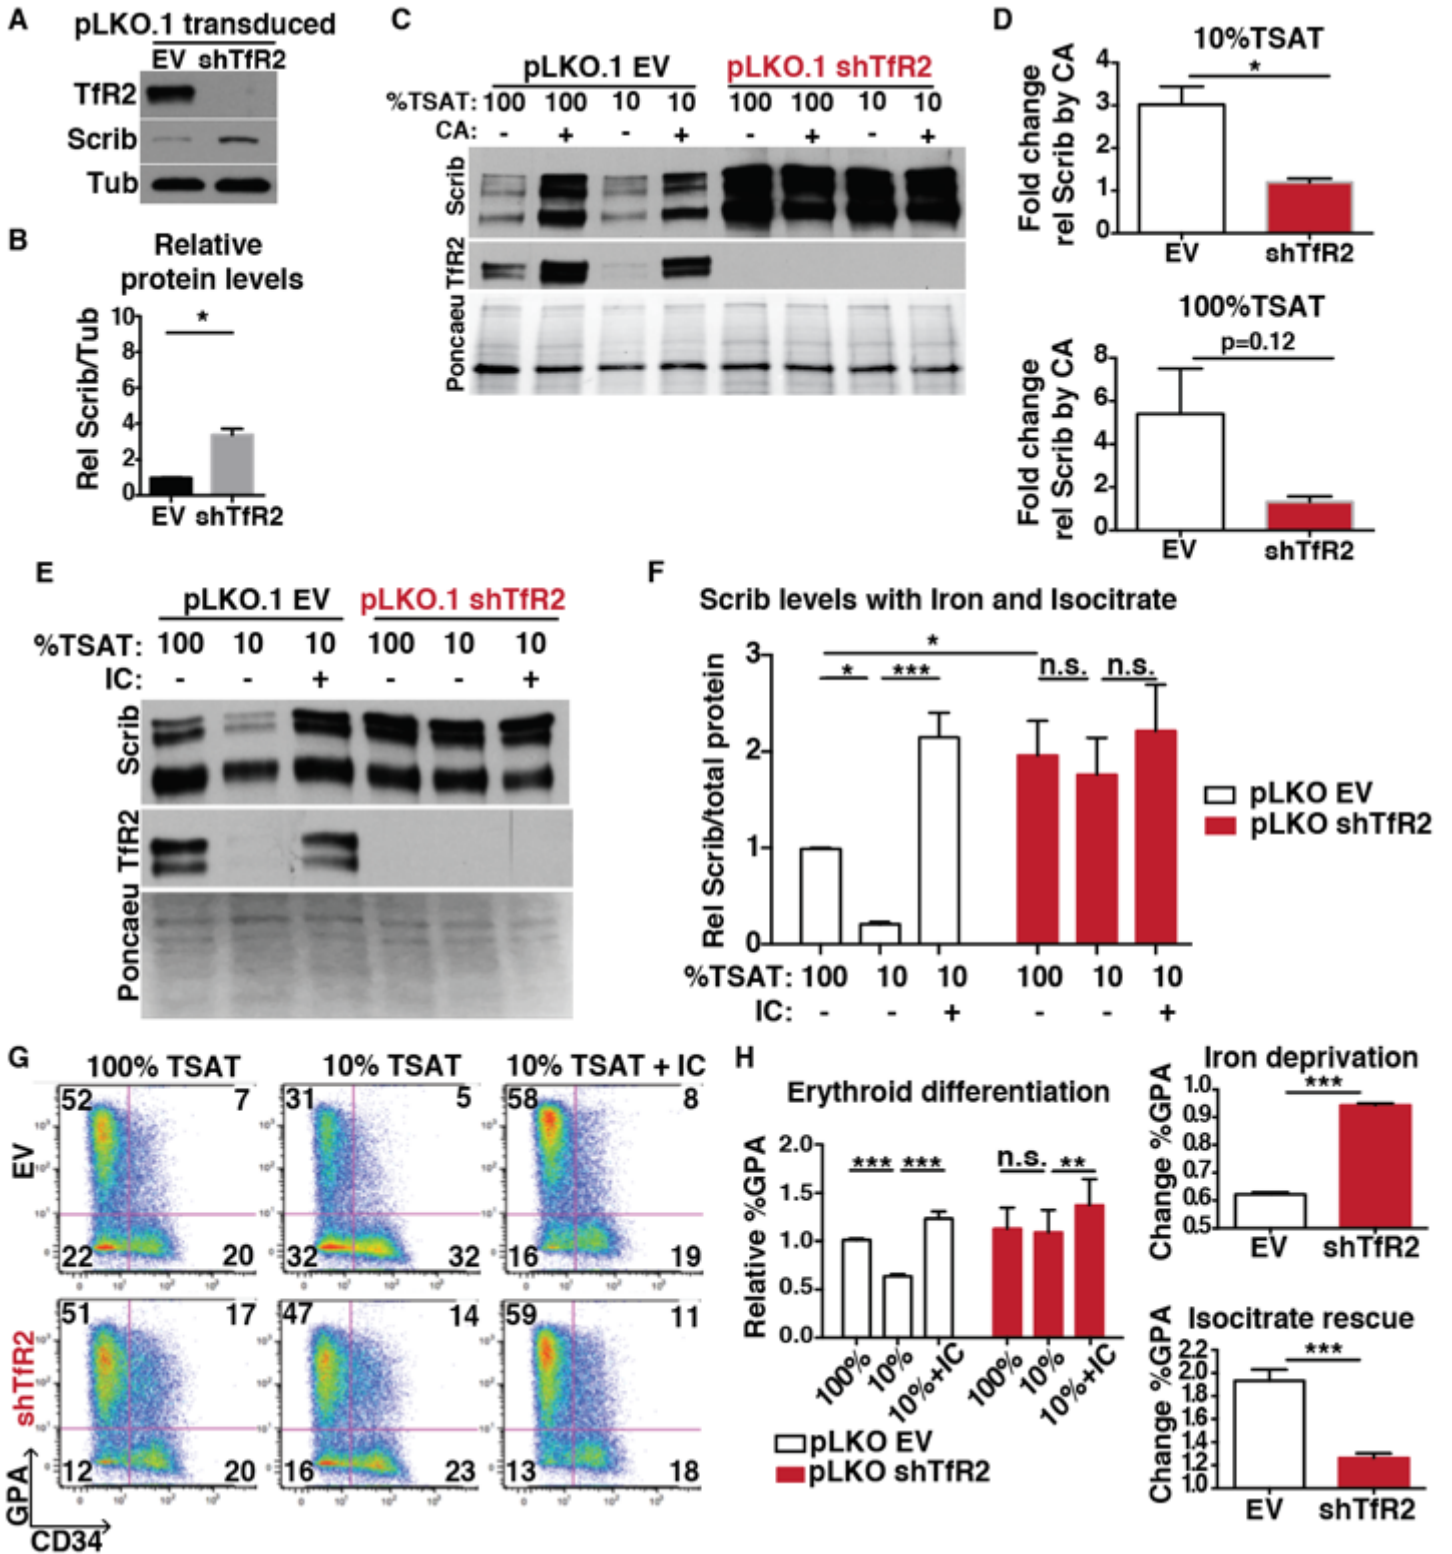 A
pLKO.1 transduced
EV shTfR2
TfR2
Scrib
Tub
B
Relative
protein levels
Rel Scrib/Tub
10
8
6
4
2
0
*
EV shTfR2
C
pLKO.1 EV pLKO.1 shTfR2
%TSAT: 100 100 10 10 100 100 10 10
CA: - + - + - + - +
Scrib
TfR2
Poncaeu
D
10%TSAT
Fold change
rel Scrib by CA
4
3
2
1
0
*
EV shTfR2
100%TSAT
p=0.12
Fold change
rel Scrib by CA
8
6
4
2
0
EV shTfR2
E
pLKO.1 EV pLKO.1 shTfR2
%TSAT: 100 10 10 100 10 10
IC: - - + - - +
Scrib
TfR2
Poncaeu
F
Scrib levels with Iron and Isocitrate
Rel Scrib/total protein
3
2
1
0
*
* *** n.s. n.s.
%TSAT: 100 10 10 100 10 10
IC: - - + - - +
pLKO EV
pLKO shTfR2
G
100% TSAT 10% TSAT 10% TSAT + IC
EV
52 7 31 5 58 8
22 20 32 32 16 19
shTfR2
51 17 47 14 59 11
12 20 16 23 13 18
GPA
CD34
H
Erythroid differentiation
Relative %GPA
2.0
1.5
1.0
0.5
0.0
*** *** n.s. **
100% 10% 10%+IC 100% 10% 10%+IC
pLKO EV
pLKO shTfR2
Iron deprivation
Change %GPA
1.0
0.9
0.8
0.7
0.6
0.5
***
EV shTfR2
Isocitrate rescue
Change %GPA
2.2
2.0
1.8
1.6
1.4
1.2
1.0
***
EV shTfR2